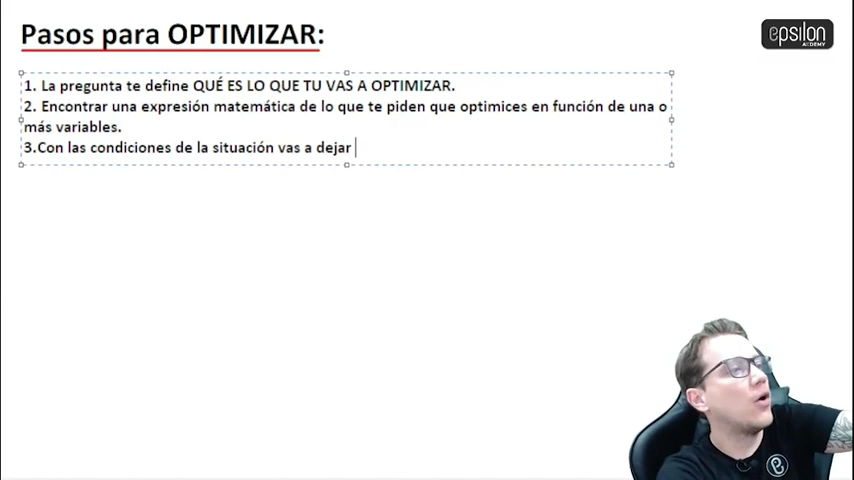 Pasos para OPTIMIZAR:
epsilon
ACADEMY
1. La pregunta te define QUÉ ES LO QUE TU VAS A OPTIMIZAR.
2. Encontrar una expresión matemática de lo que te piden que optimices en función de una o
más variables.
3.Con las condiciones de la situación vas a dejar